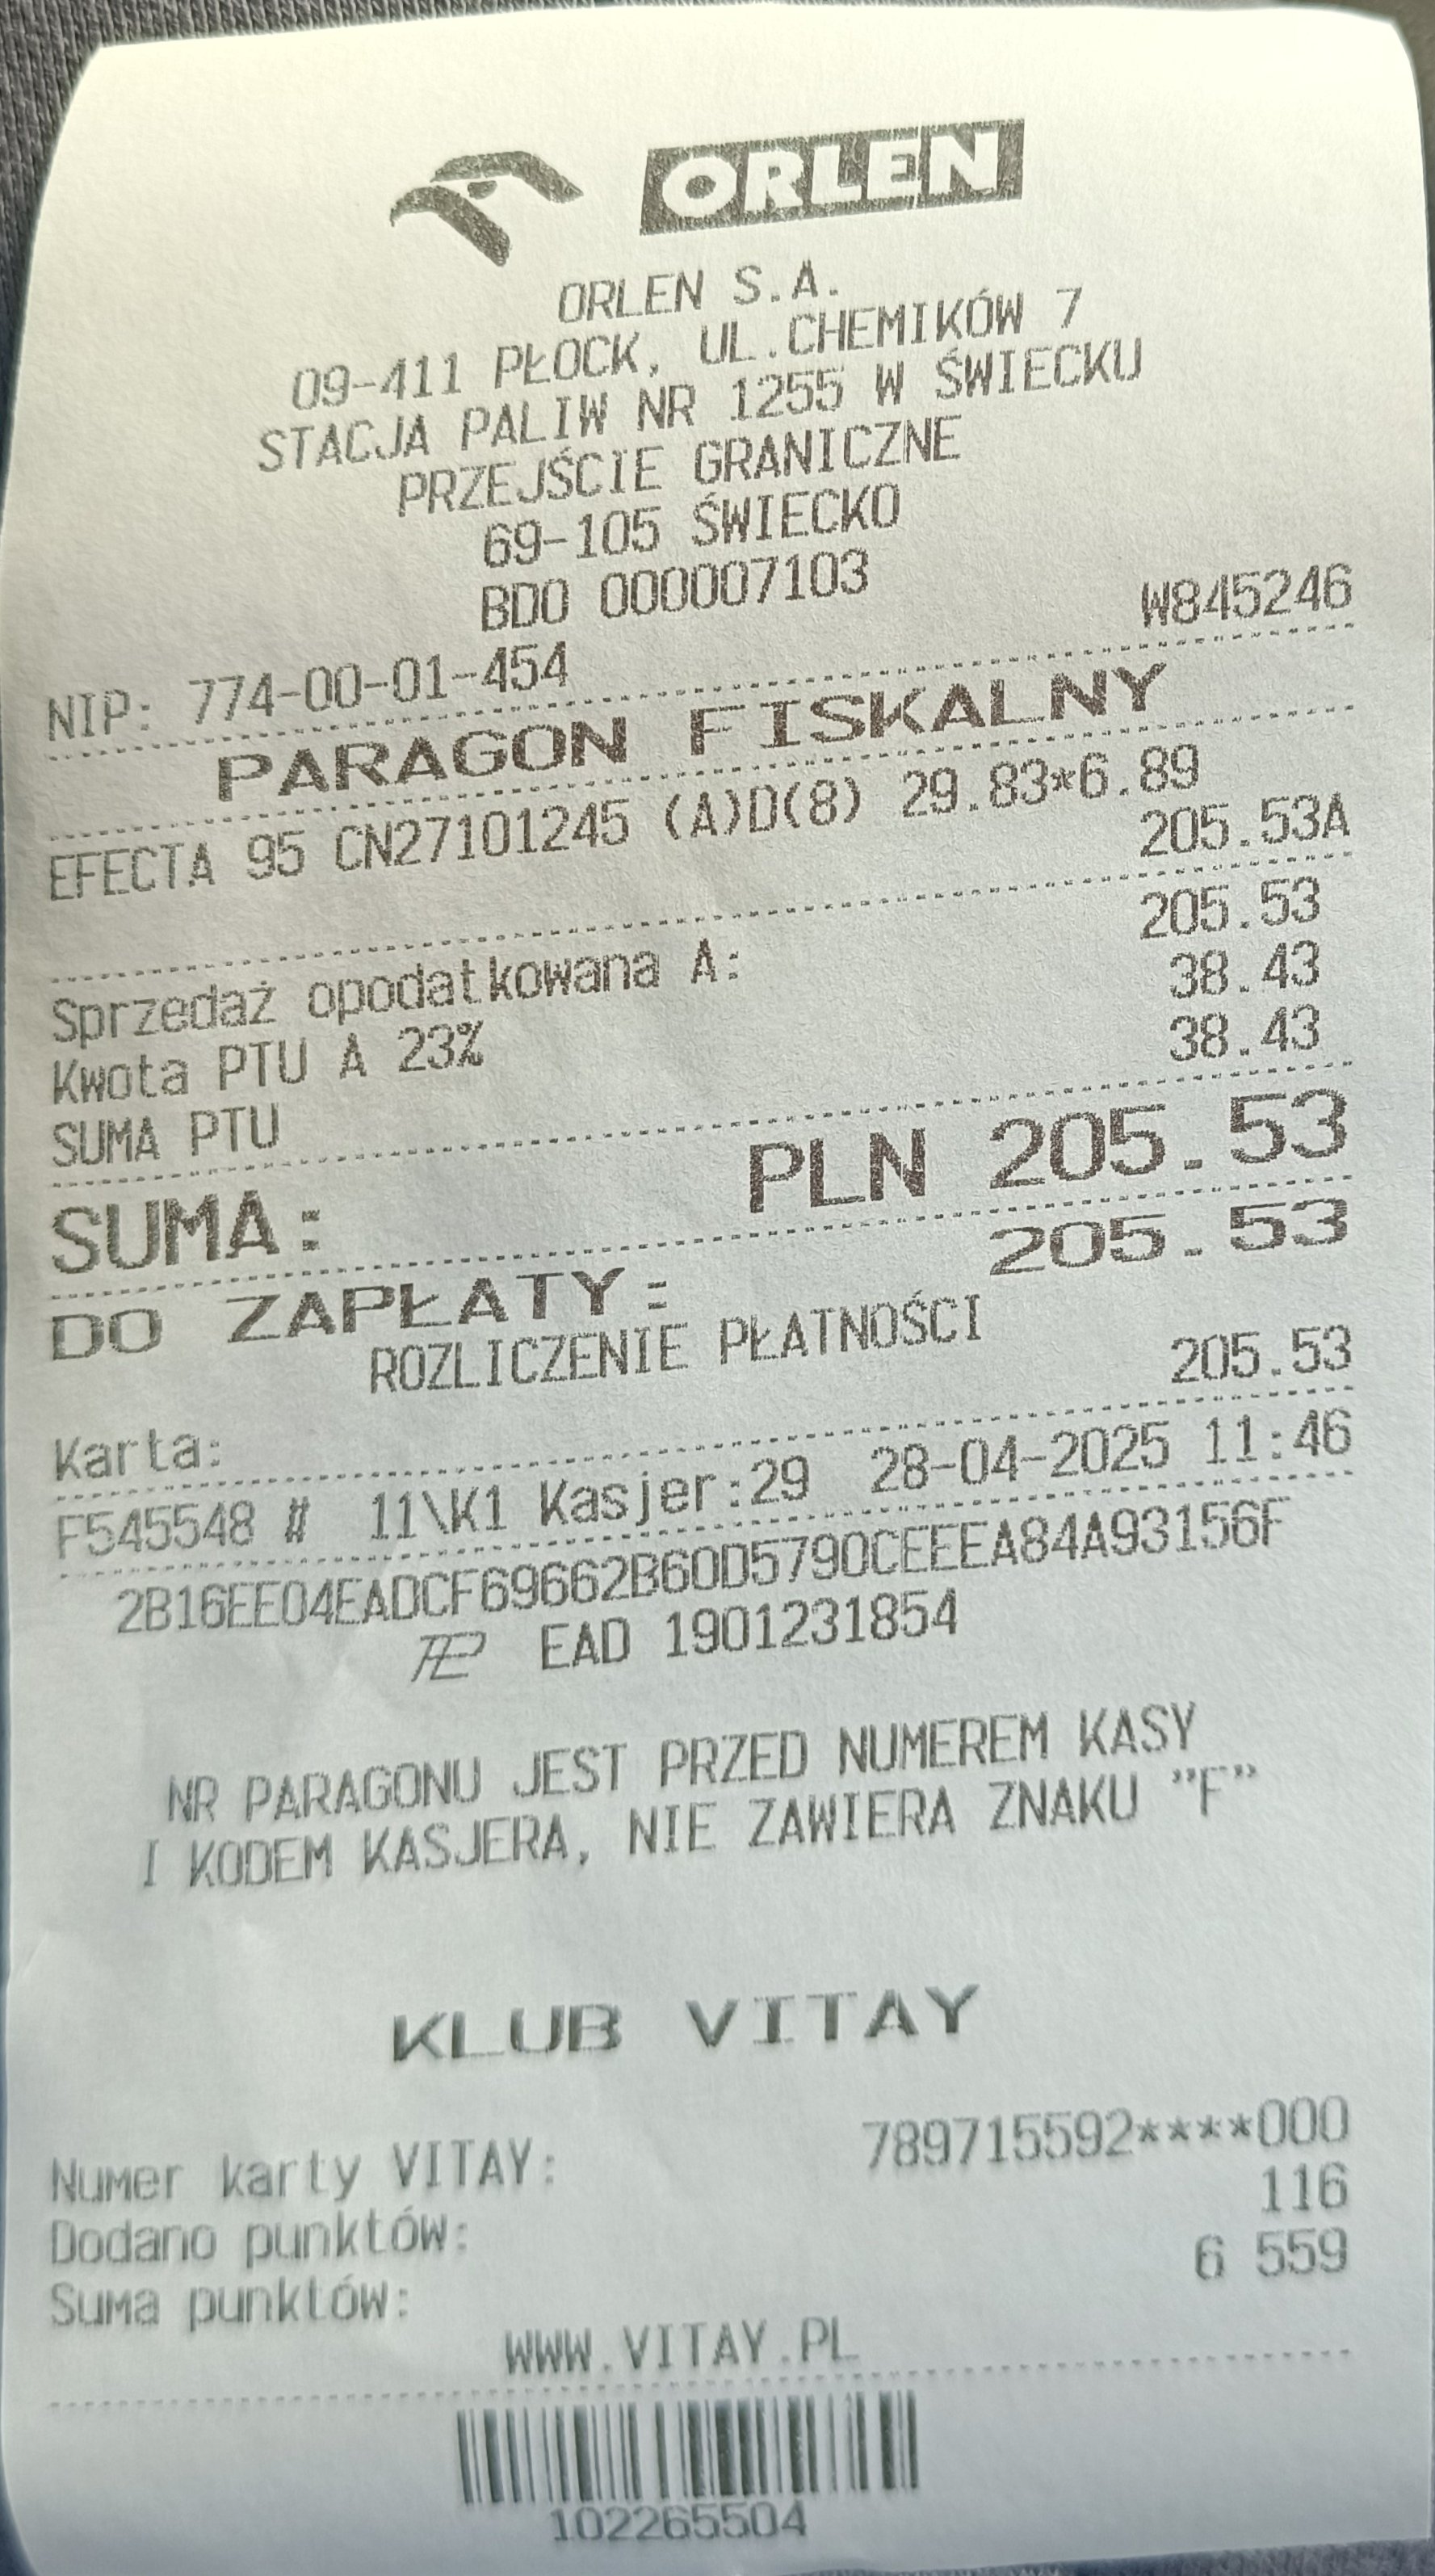 ORLEN
ORLEN S.A.
09-411 PŁOCK, UL.CHEMIKÓW 7
STACJA PALIW NR 1255 W ŚWIECKU
PRZEJŚCIE GRANICZNE
69-105 ŚWIECKO
BDO 000007103
NIP: 774-00-01-454 W845246
PARAGON FISKALNY
EFECTA 95 CN27101245 (A)D(8) 29.83*6.89
205.53A
Sprzedaż opodatkowana A: 205.53
Kwota PTU A 23% 38.43
SUMA PTU 38.43
SUMA: PLN 205.53
DO ZAPŁATY: 205.53
ROZLICZENIE PŁATNOŚCI
Karta: 205.53
F545548 # 11\K1 Kasjer:29 28-04-2025 11:46
2B16EE04EADCF69662B60D5790CEEEA84A93156F
EAD 1901231854
NR PARAGONU JEST PRZED NUMEREM KASY
I KODEM KASJERA, NIE ZAWIERA ZNAKU "F"
KLUB VITAY
Numer karty VITAY: 789715592****000
Dodano punktów: 116
Suma punktów: 6 559
WWW.VITAY.PL
102265504